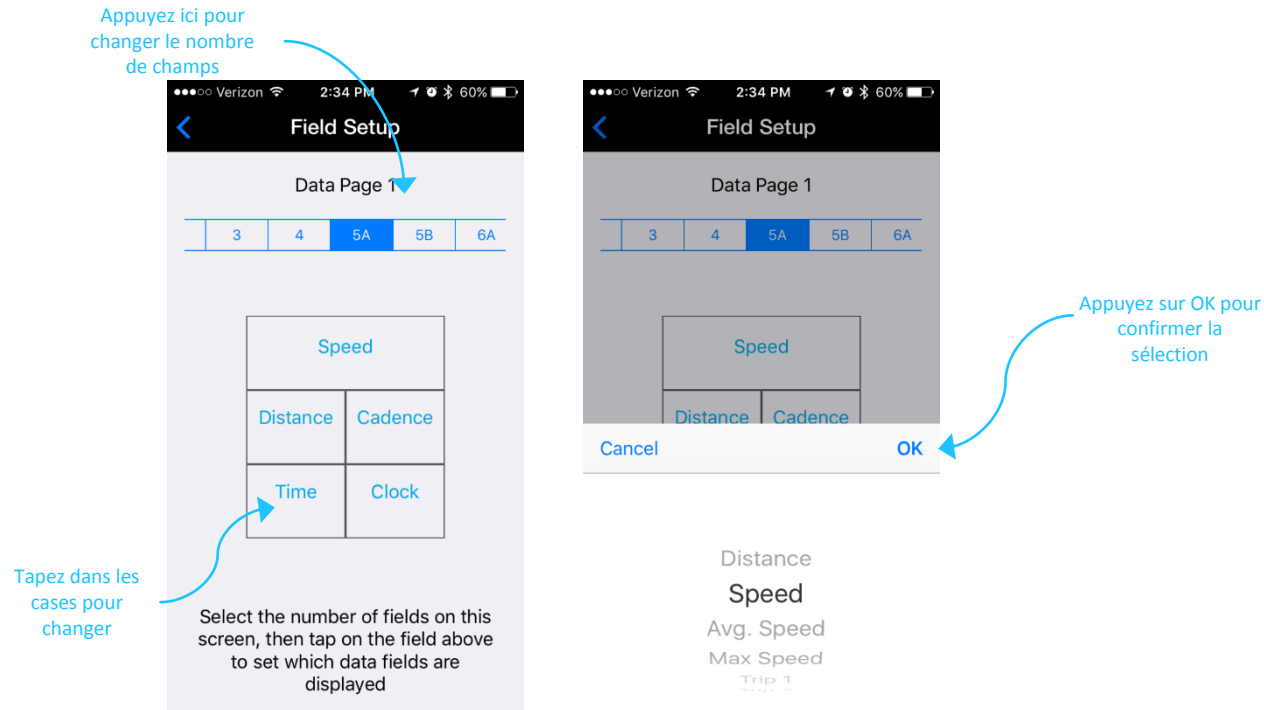 Appuyez ici pour
changer le nombre
de champs
Verizon 2:34 PM 60%
Field Setup
Data Page 1
3 4 5A 5B 6A
Speed
Distance Cadence
Time Clock
Tapez dans les
cases pour
changer
Select the number of fields on this
screen, then tap on the field above
to set which data fields are
displayed
Verizon 2:34 PM 60%
Field Setup
Data Page 1
3 4 5A 5B 6A
Speed
Distance Cadence
Cancel OK
Distance
Speed
Avg. Speed
Max Speed
Trip 1
Appuyez sur OK pour
confirmer la
sélection